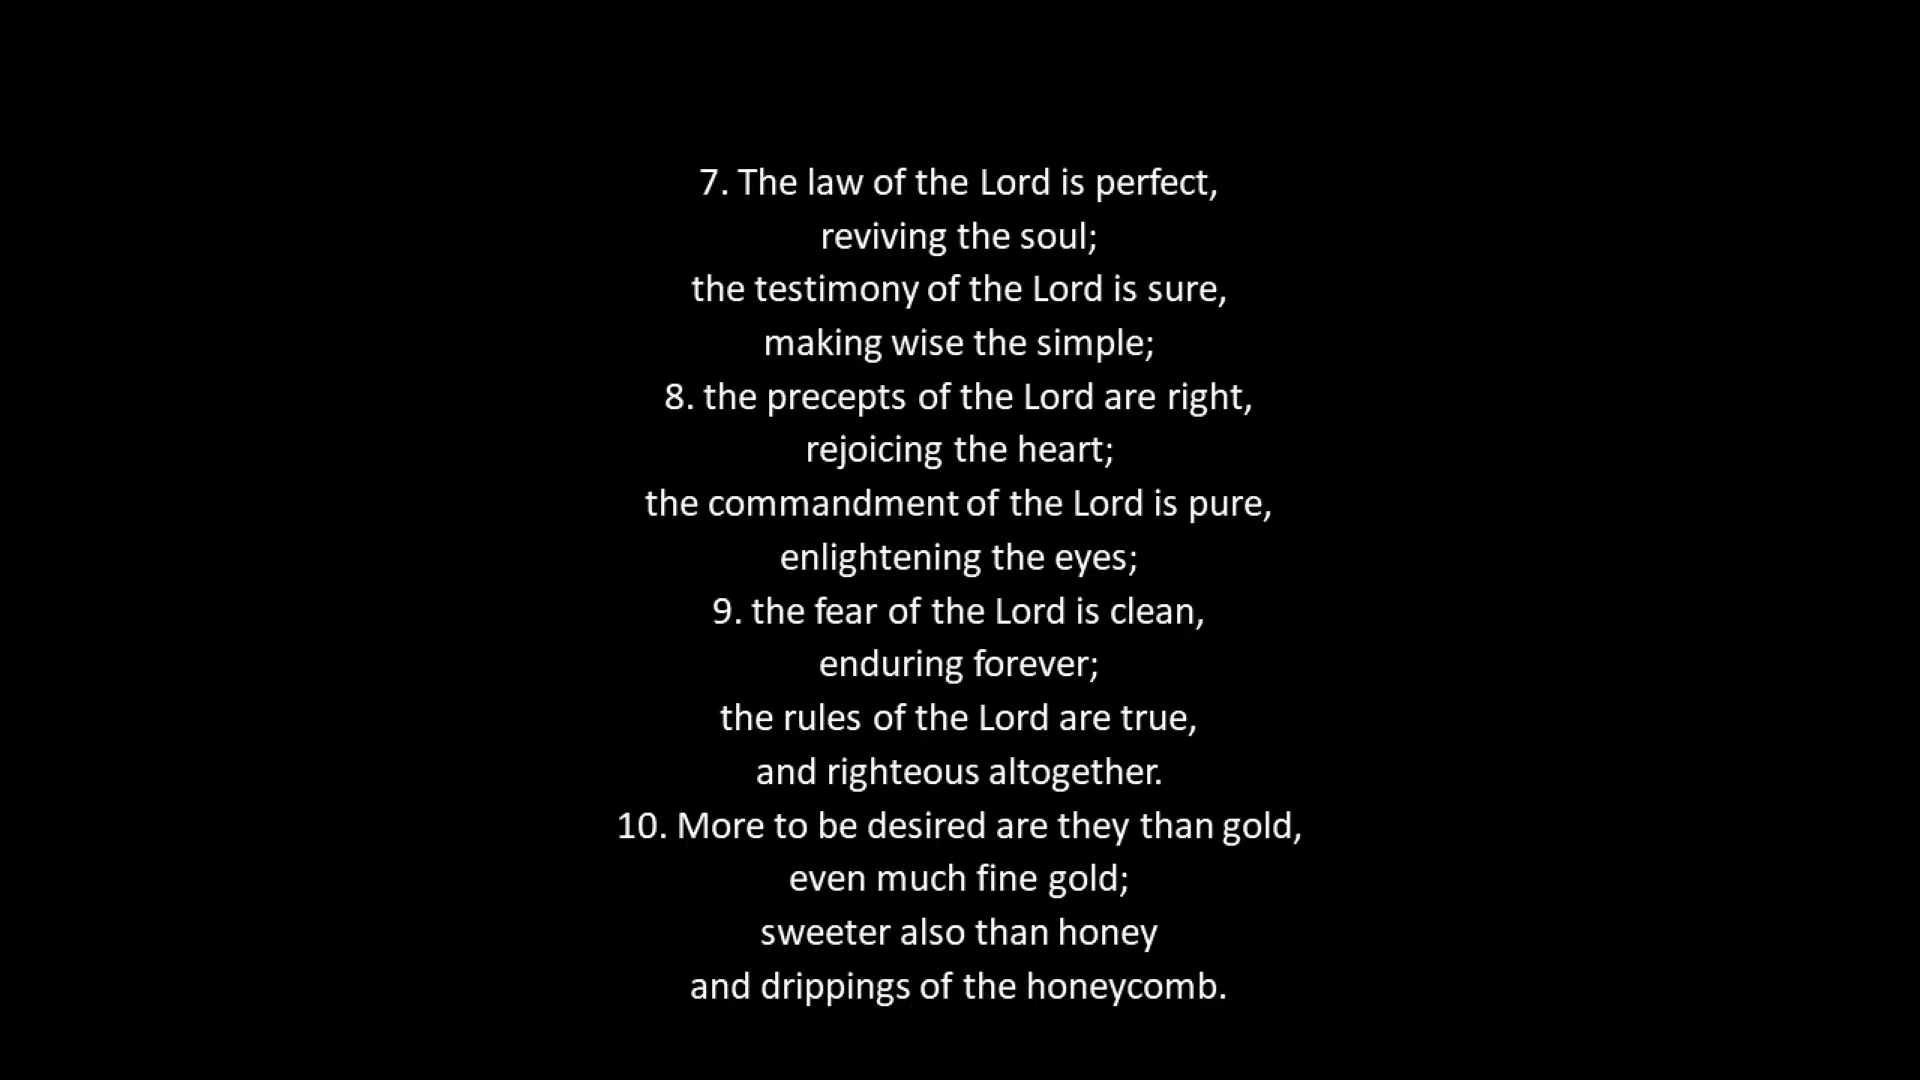 7. The law of the Lord is perfect,
reviving the soul;
the testimony of the Lord is sure,
making wise the simple;
8. the precepts of the Lord are right,
rejoicing the heart;
the commandment of the Lord is pure,
enlightening the eyes;
9. the fear of the Lord is clean,
enduring forever;
the rules of the Lord are true,
and righteous altogether.
10. More to be desired are they than gold,
even much fine gold;
sweeter also than honey
and drippings of the honeycomb.